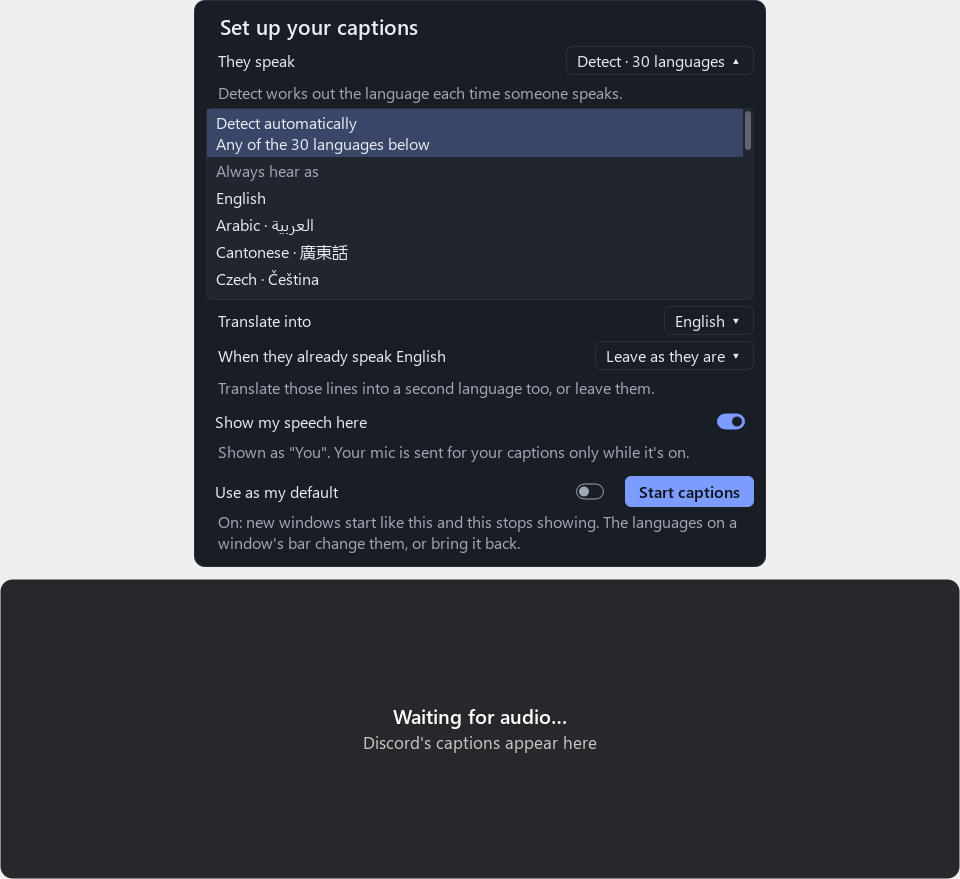 Set up your captions
They speak
Detect · 30 languages ▲
Detect works out the language each time someone speaks.
Detect automatically
Any of the 30 languages below
Always hear as
English
Arabic · العربية
Cantonese · 廣東話
Czech · Čeština
Translate into
English ▼
When they already speak English
Leave as they are ▼
Translate those lines into a second language too, or leave them.
Show my speech here
Shown as "You". Your mic is sent for your captions only while it's on.
Use as my default
Start captions
On: new windows start like this and this stops showing. The languages on a
window's bar change them, or bring it back.
Waiting for audio...
Discord's captions appear here